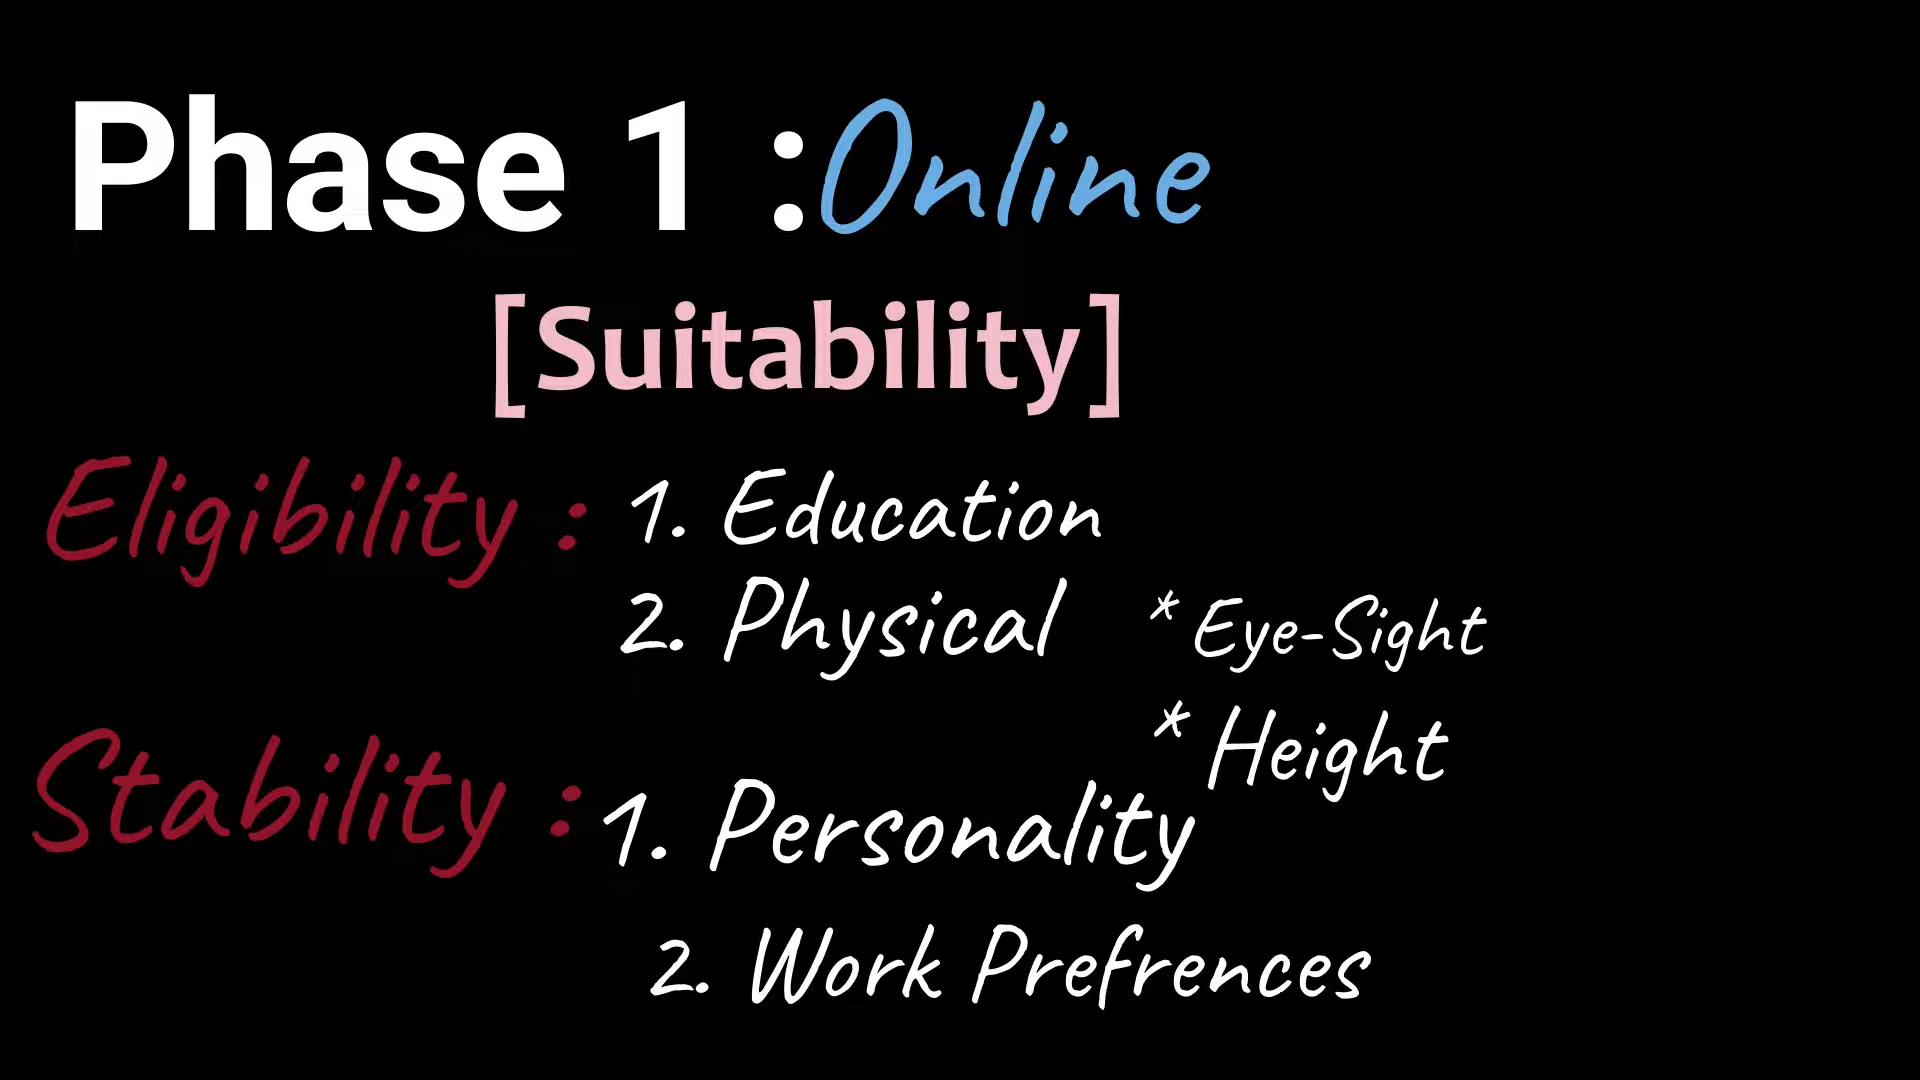 Phase 1 :Online
[Suitability]
Eligibility : 1. Education
2. Physical * Eye-Sight
* Height
Stability : 1. Personality
2. Work Prefrences